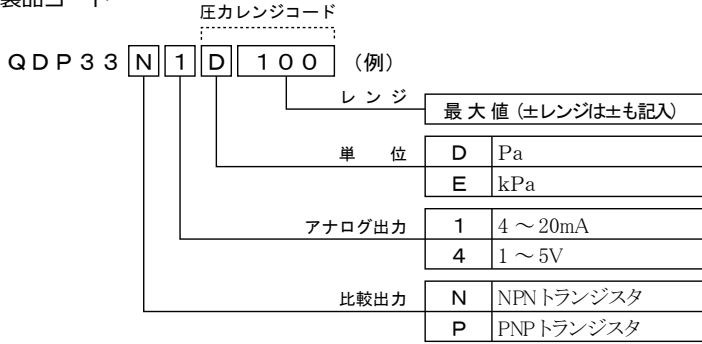 製品コード
圧力レンジコード
QDP33 N 1 D 100 (例)
レンジ 最大値 (±レンジは±も記入)
単位 D Pa
E kPa
アナログ出力 1 4 ～ 20mA
4 1 ～ 5V
比較出力 N NPNトランジスタ
P PNPトランジスタ